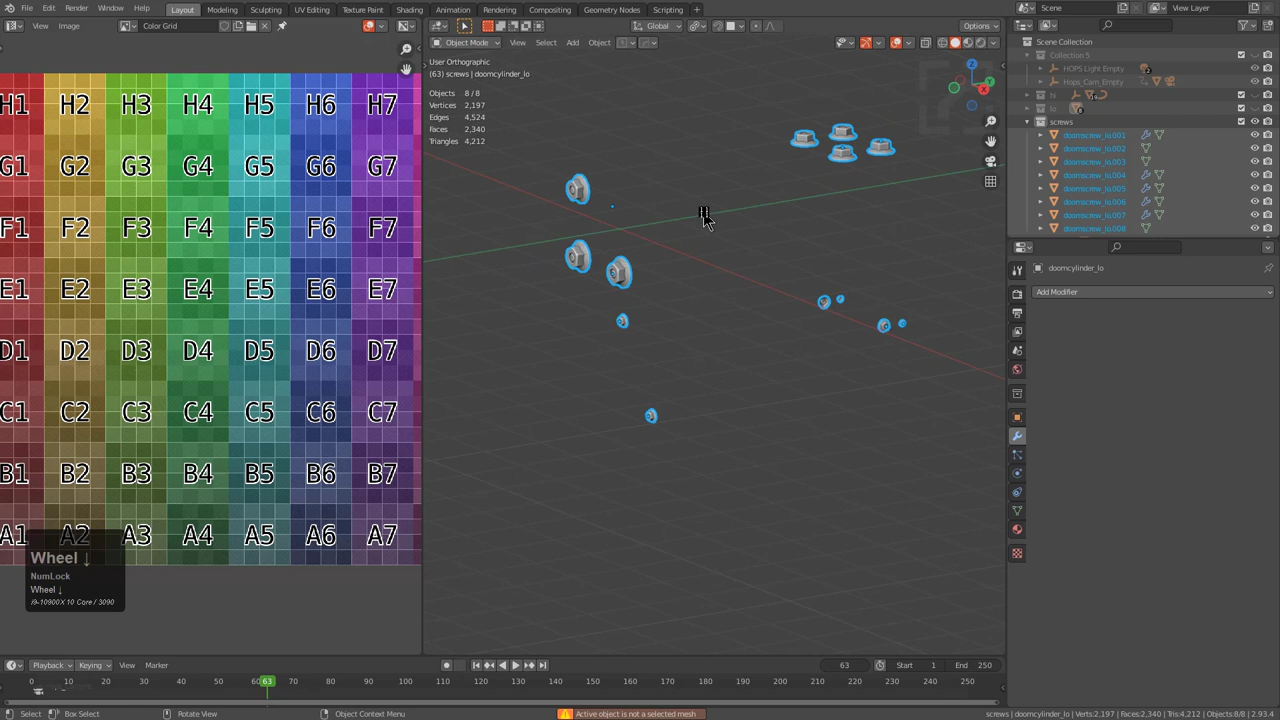 File Edit Render Window Help Layout Modeling Sculpting UV Editing Texture Paint Shading Animation Rendering Compositing Geometry Nodes Scripting + Scene View Layer
View Image Color Grid Global Options
Object Mode View Select Add Object
User Orthographic
(63) screws | doomcylinder_lo
Objects 8 / 8
Vertices 2,197
Edges 4,524
Faces 2,340
Triangles 4,212
H1 H2 H3 H4 H5 H6 H7
G1 G2 G3 G4 G5 G6 G7
F1 F2 F3 F4 F5 F6 F7
E1 E2 E3 E4 E5 E6 E7
D1 D2 D3 D4 D5 D6 D7
C1 C2 C3 C4 C5 C6 C7
B1 B2 B3 B4 B5 B6 B7
A1 A2 A3 A4 A5 A6 A7
Wheel ↓
NumLock
Wheel ↓
i9-10900X 10 Core / 3090
Z
Y
X
Scene Collection
Collection 5
HOPS Light Empty
Hops_Cam_Empty
lo
screws
doomscrew_lo.001
doomscrew_lo.002
doomscrew_lo.003
doomscrew_lo.004
doomscrew_lo.005
doomscrew_lo.006
doomscrew_lo.007
doomscrew_lo.008
doomcylinder_lo
Add Modifier
Playback Keying View Marker 63 Start 1 End 250
0 10 20 30 40 50 60 63 70 80 90 100 110 120 130 140 150 160 170 180 190 200 210 220 230 240 250
Select Box Select Rotate View Object Context Menu Active object is not a selected mesh screws | doomcylinder_lo | Verts:2,197 | Faces:2,340 | Tris:4,212 | Objects:8/8 | 2.93.4